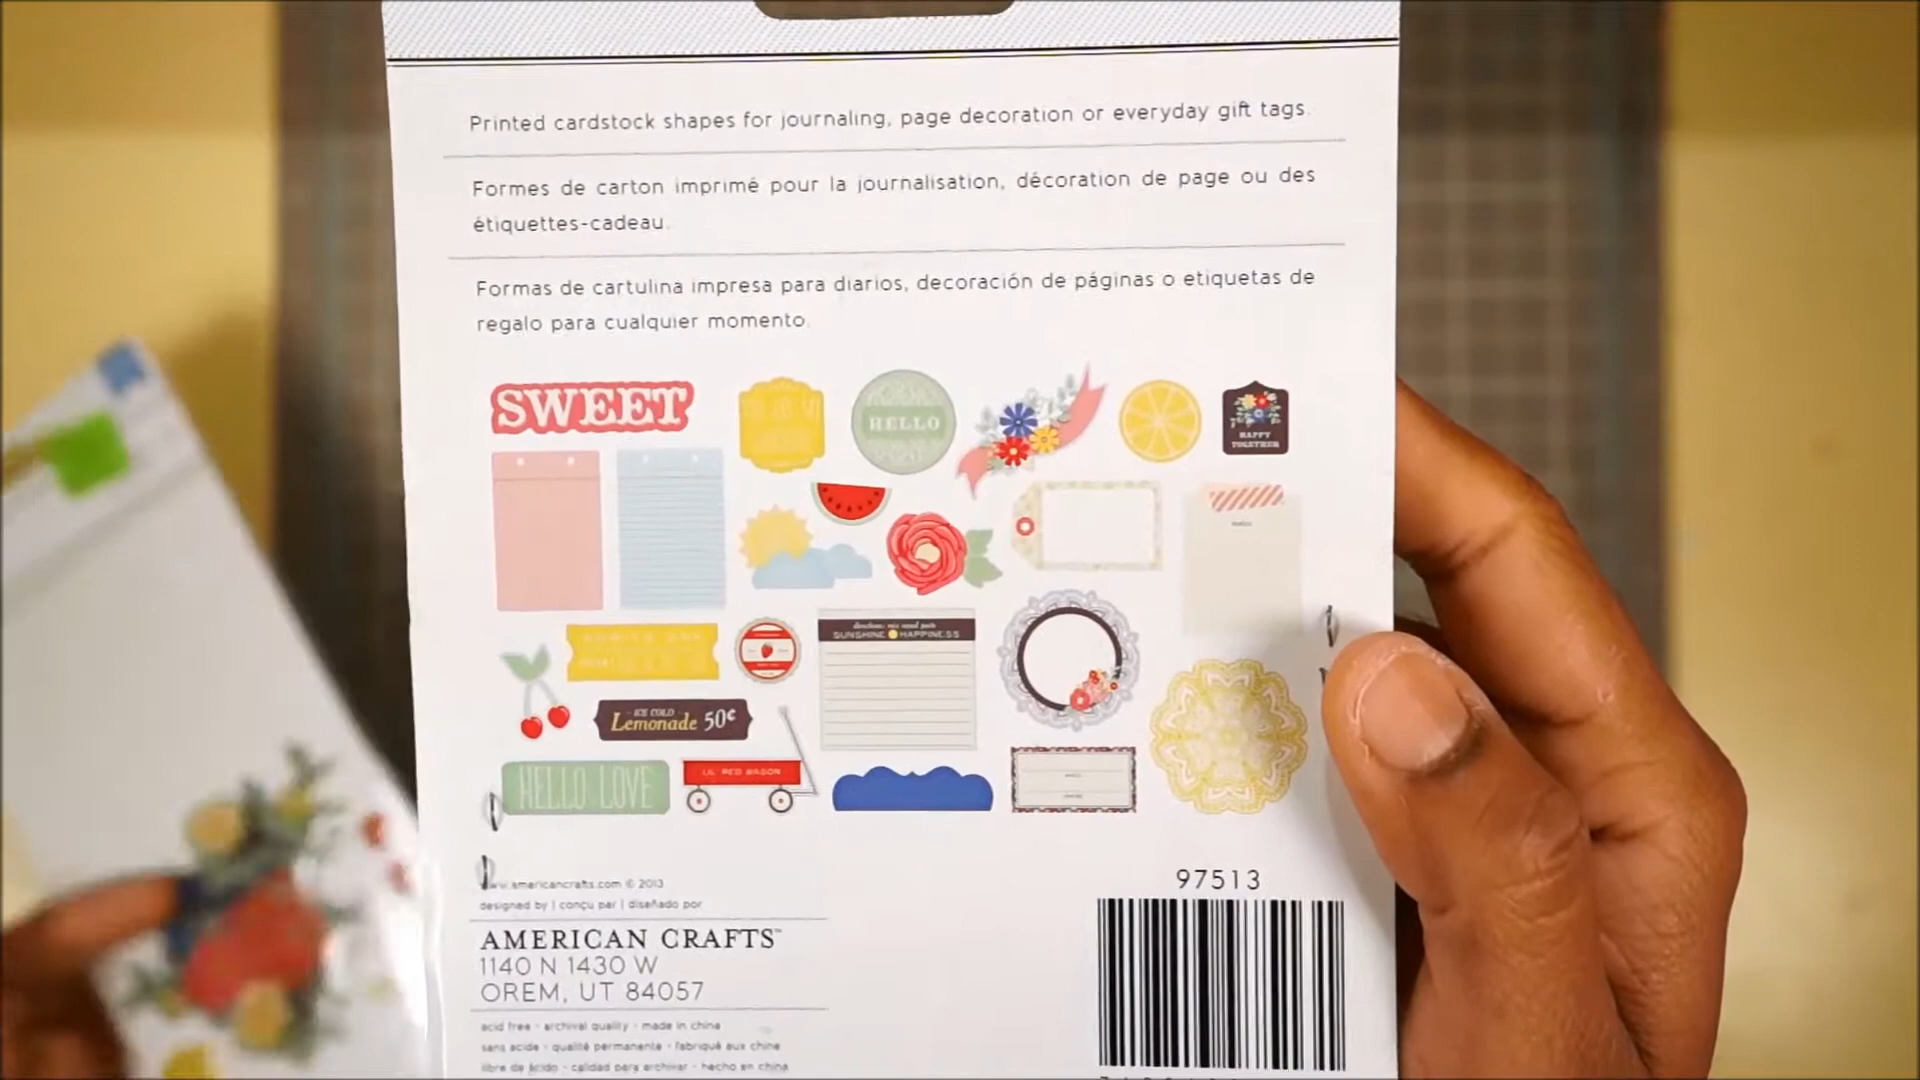 Printed cardstock shapes for journaling, page decoration or everyday gift tags.
Formes de carton imprimé pour la journalisation, décoration de page ou des
étiquettes-cadeau.
Formas de cartulina impresa para diarios, decoración de páginas o etiquetas de
regalo para cualquier momento.
SWEET
HELLO
HAPPY
TOGETHER
SUNSHINE HAPPINESS
ICE COLD
Lemonade 50¢
HELLO LOVE
LIL' RED WAGON
www.americancrafts.com © 2013
designed by | conçu par | diseñado por
AMERICAN CRAFTS™
1140 N 1430 W
OREM, UT 84057
acid free - archival quality - made in china
sans acide - qualité permanente - fabriqué aux chine
libre de ácido - calidad para archivar - hecho en china
97513